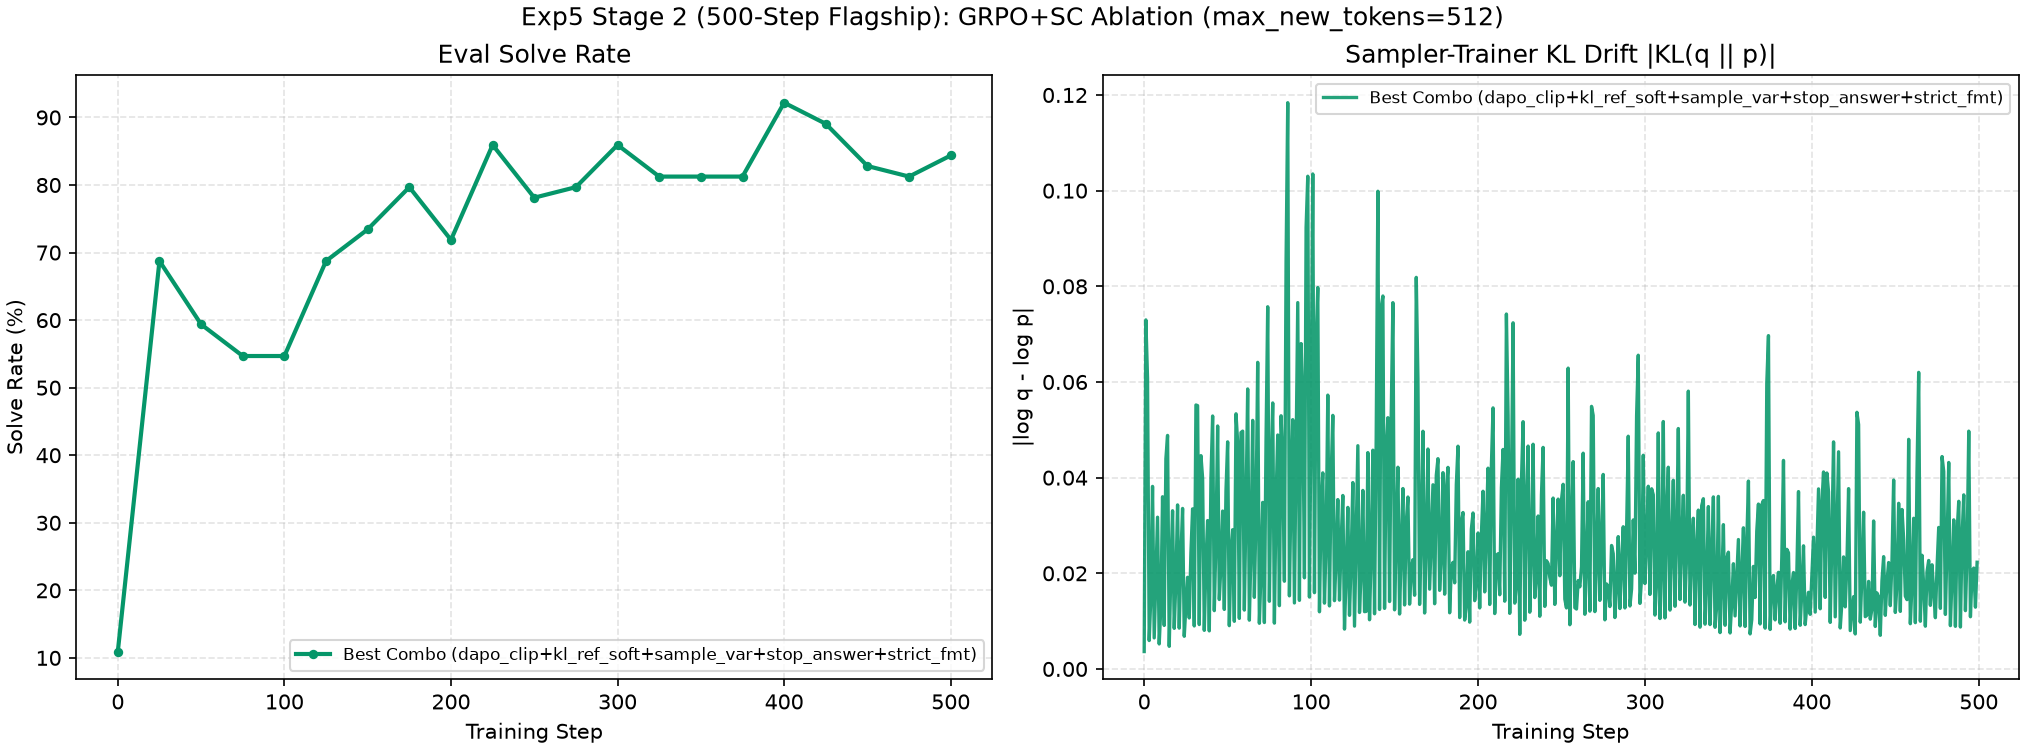 Exp5 Stage 2 (500-Step Flagship): GRPO+SC Ablation (max_new_tokens=512)
Eval Solve Rate
Solve Rate (%)
90
80
70
60
50
40
30
20
10
Best Combo (dapo_clip+kl_ref_soft+sample_var+stop_answer+strict_fmt)
0 100 200 300 400 500
Training Step
Sampler-Trainer KL Drift |KL(q || p)|
|log q - log p|
0.12
0.10
0.08
0.06
0.04
0.02
0.00
Best Combo (dapo_clip+kl_ref_soft+sample_var+stop_answer+strict_fmt)
0 100 200 300 400 500
Training Step